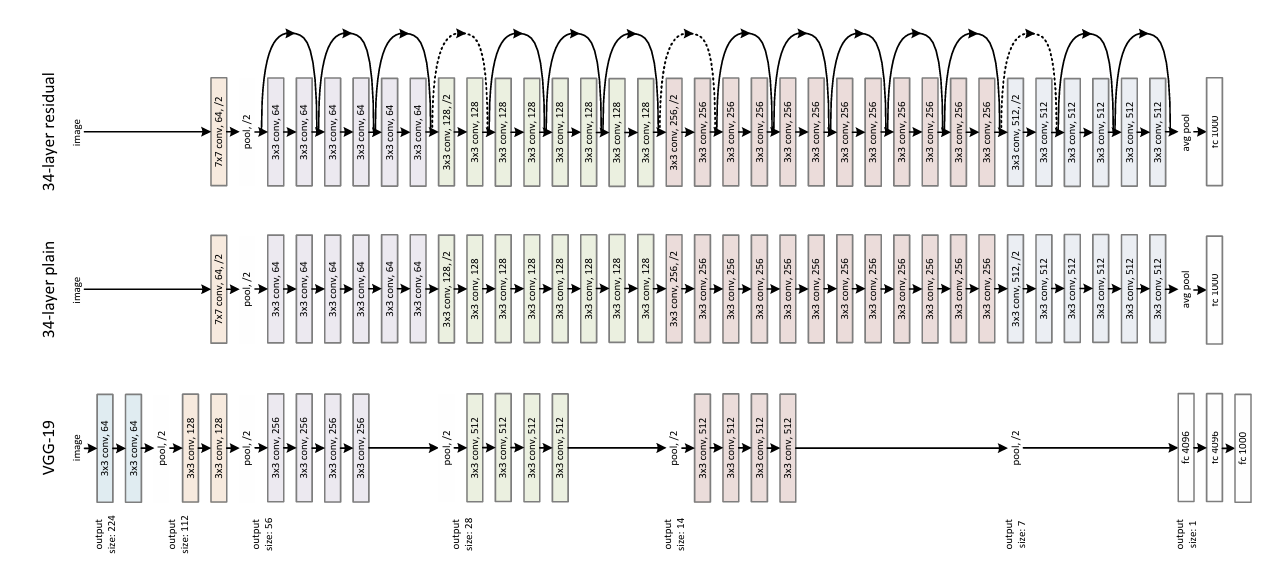 34-layer residual
image
7x7 conv, 64, /2
pool, /2
3x3 conv, 64
3x3 conv, 64
3x3 conv, 64
3x3 conv, 64
3x3 conv, 64
3x3 conv, 64
3x3 conv, 128, /2
3x3 conv, 128
3x3 conv, 128
3x3 conv, 128
3x3 conv, 128
3x3 conv, 128
3x3 conv, 128
3x3 conv, 128
3x3 conv, 256, /2
3x3 conv, 256
3x3 conv, 256
3x3 conv, 256
3x3 conv, 256
3x3 conv, 256
3x3 conv, 256
3x3 conv, 256
3x3 conv, 256
3x3 conv, 256
3x3 conv, 256
3x3 conv, 256
3x3 conv, 512, /2
3x3 conv, 512
3x3 conv, 512
3x3 conv, 512
3x3 conv, 512
3x3 conv, 512
avg pool
fc 1000
34-layer plain
image
7x7 conv, 64, /2
pool, /2
3x3 conv, 64
3x3 conv, 64
3x3 conv, 64
3x3 conv, 64
3x3 conv, 64
3x3 conv, 64
3x3 conv, 128, /2
3x3 conv, 128
3x3 conv, 128
3x3 conv, 128
3x3 conv, 128
3x3 conv, 128
3x3 conv, 128
3x3 conv, 128
3x3 conv, 256, /2
3x3 conv, 256
3x3 conv, 256
3x3 conv, 256
3x3 conv, 256
3x3 conv, 256
3x3 conv, 256
3x3 conv, 256
3x3 conv, 256
3x3 conv, 256
3x3 conv, 256
3x3 conv, 256
3x3 conv, 512, /2
3x3 conv, 512
3x3 conv, 512
3x3 conv, 512
3x3 conv, 512
3x3 conv, 512
avg pool
fc 1000
VGG-19
image
3x3 conv, 64
3x3 conv, 64
pool, /2
3x3 conv, 128
3x3 conv, 128
pool, /2
3x3 conv, 256
3x3 conv, 256
3x3 conv, 256
3x3 conv, 256
pool, /2
3x3 conv, 512
3x3 conv, 512
3x3 conv, 512
3x3 conv, 512
pool, /2
3x3 conv, 512
3x3 conv, 512
3x3 conv, 512
3x3 conv, 512
pool, /2
fc 4096
fc 4096
fc 1000
output
size: 224
output
size: 112
output
size: 56
output
size: 28
output
size: 14
output
size: 7
output
size: 1